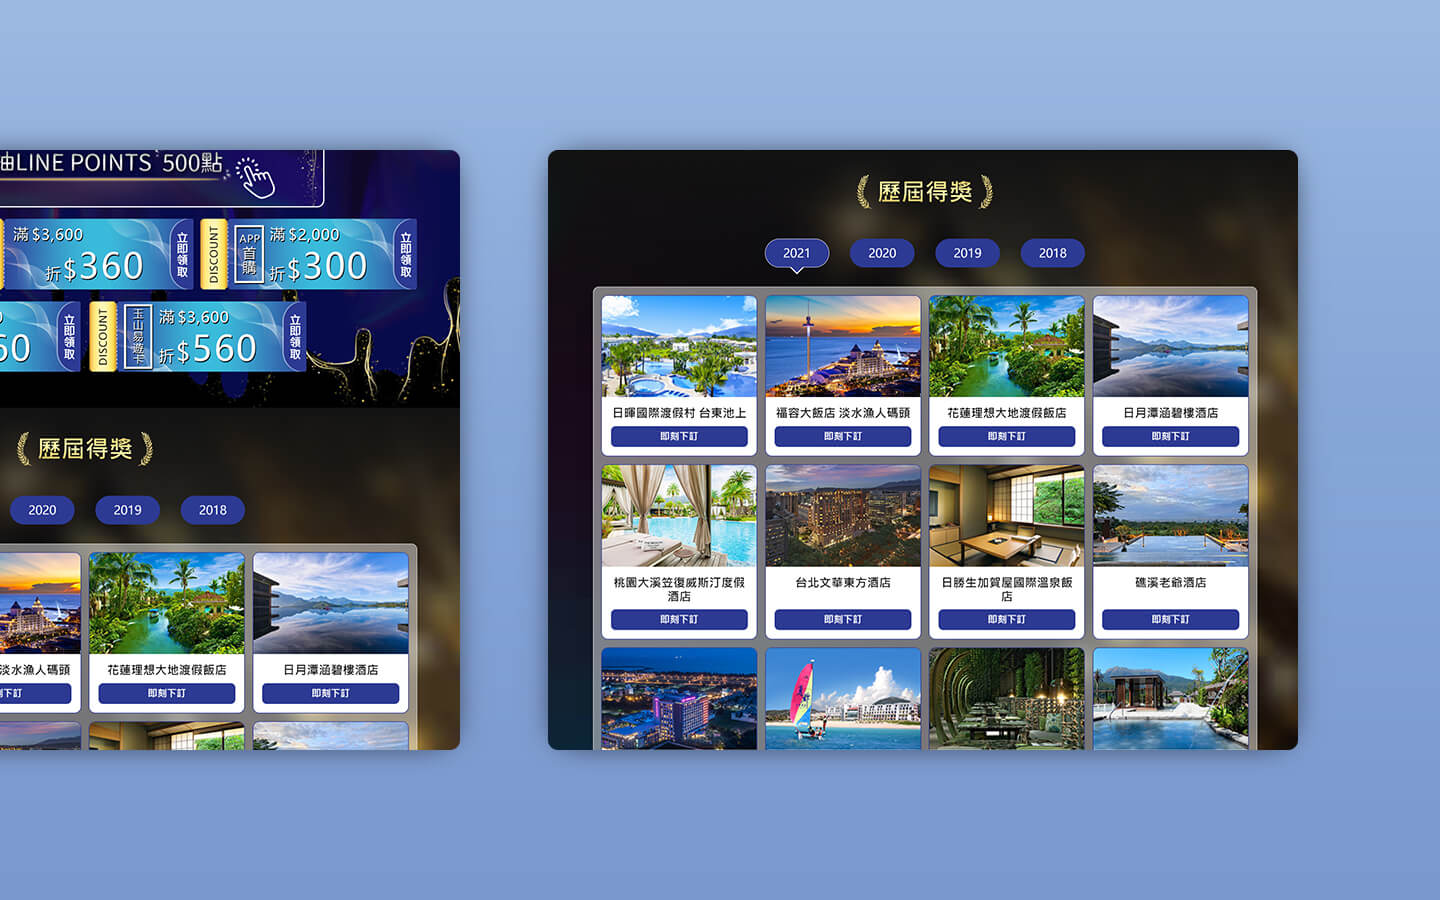 抽LINE POINTS 500點
滿 $3,600
折$360
立即領取
DISCOUNT
APP首購
滿 $2,000
折$300
立即領取
立即領取
DISCOUNT
玉山易遊卡
滿 $3,600
折$560
立即領取
歷屆得獎
2020
2019
2018
淡水漁人碼頭
花蓮理想大地渡假飯店
日月潭涵碧樓酒店
即刻下訂
即刻下訂
歷屆得獎
2021
2020
2019
2018
日暉國際渡假村 台東池上
福容大飯店 淡水漁人碼頭
花蓮理想大地渡假飯店
日月潭涵碧樓酒店
即刻下訂
即刻下訂
即刻下訂
即刻下訂
桃園大溪笠復威斯汀度假
酒店
台北文華東方酒店
日勝生加賀屋國際溫泉飯
店
礁溪老爺酒店
即刻下訂
即刻下訂
即刻下訂
即刻下訂